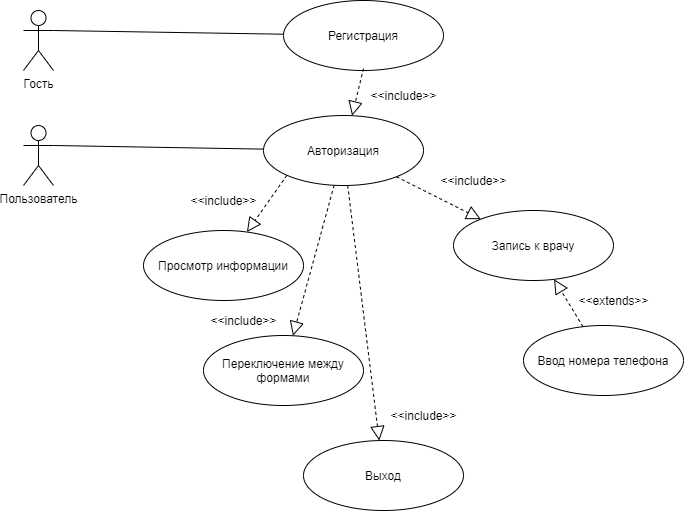 Регистрация
Гость
<<include>>
Авторизация
Пользователь
<<include>>
<<include>>
Запись к врачу
Просмотр информации
<<extends>>
<<include>>
Переключение между
формами
Ввод номера телефона
<<include>>
Выход